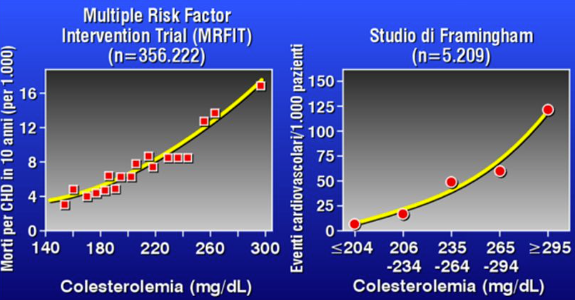 Multiple Risk Factor
Intervention Trial (MRFIT)
(n=356.222)
Morti per CHD in 10 anni (per 1.000)
16
12
8
4
0
140 180 220 260 300
Colesterolemia (mg/dL)
Studio di Framingham
(n=5.209)
Eventi cardiovascolari/1.000 pazienti
150
125
100
75
50
25
0
≤204 206 235 265 ≥295
-234 -264 -294
Colesterolemia (mg/dL)